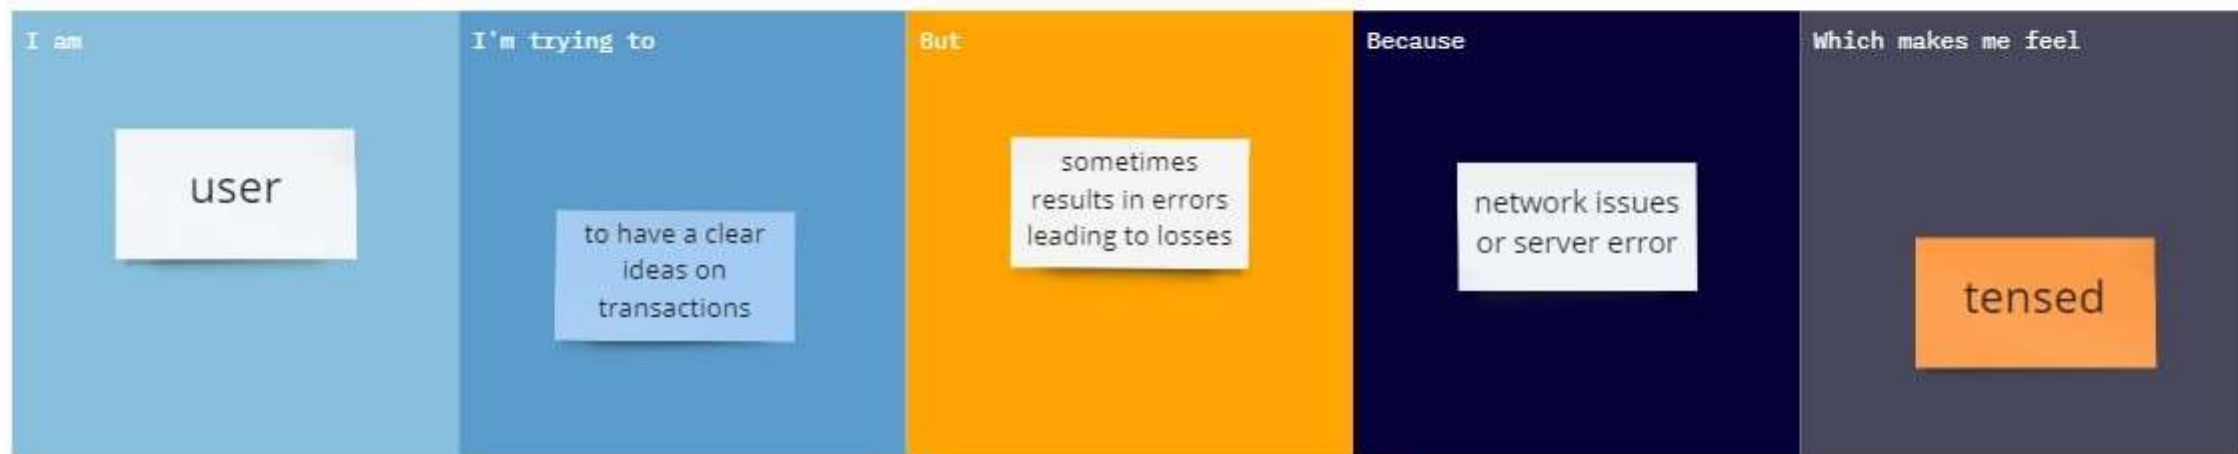 I am
user
I'm trying to
to have a clear
ideas on
transactions
But
sometimes
results in errors
leading to losses
Because
network issues
or server error
Which makes me feel
tensed